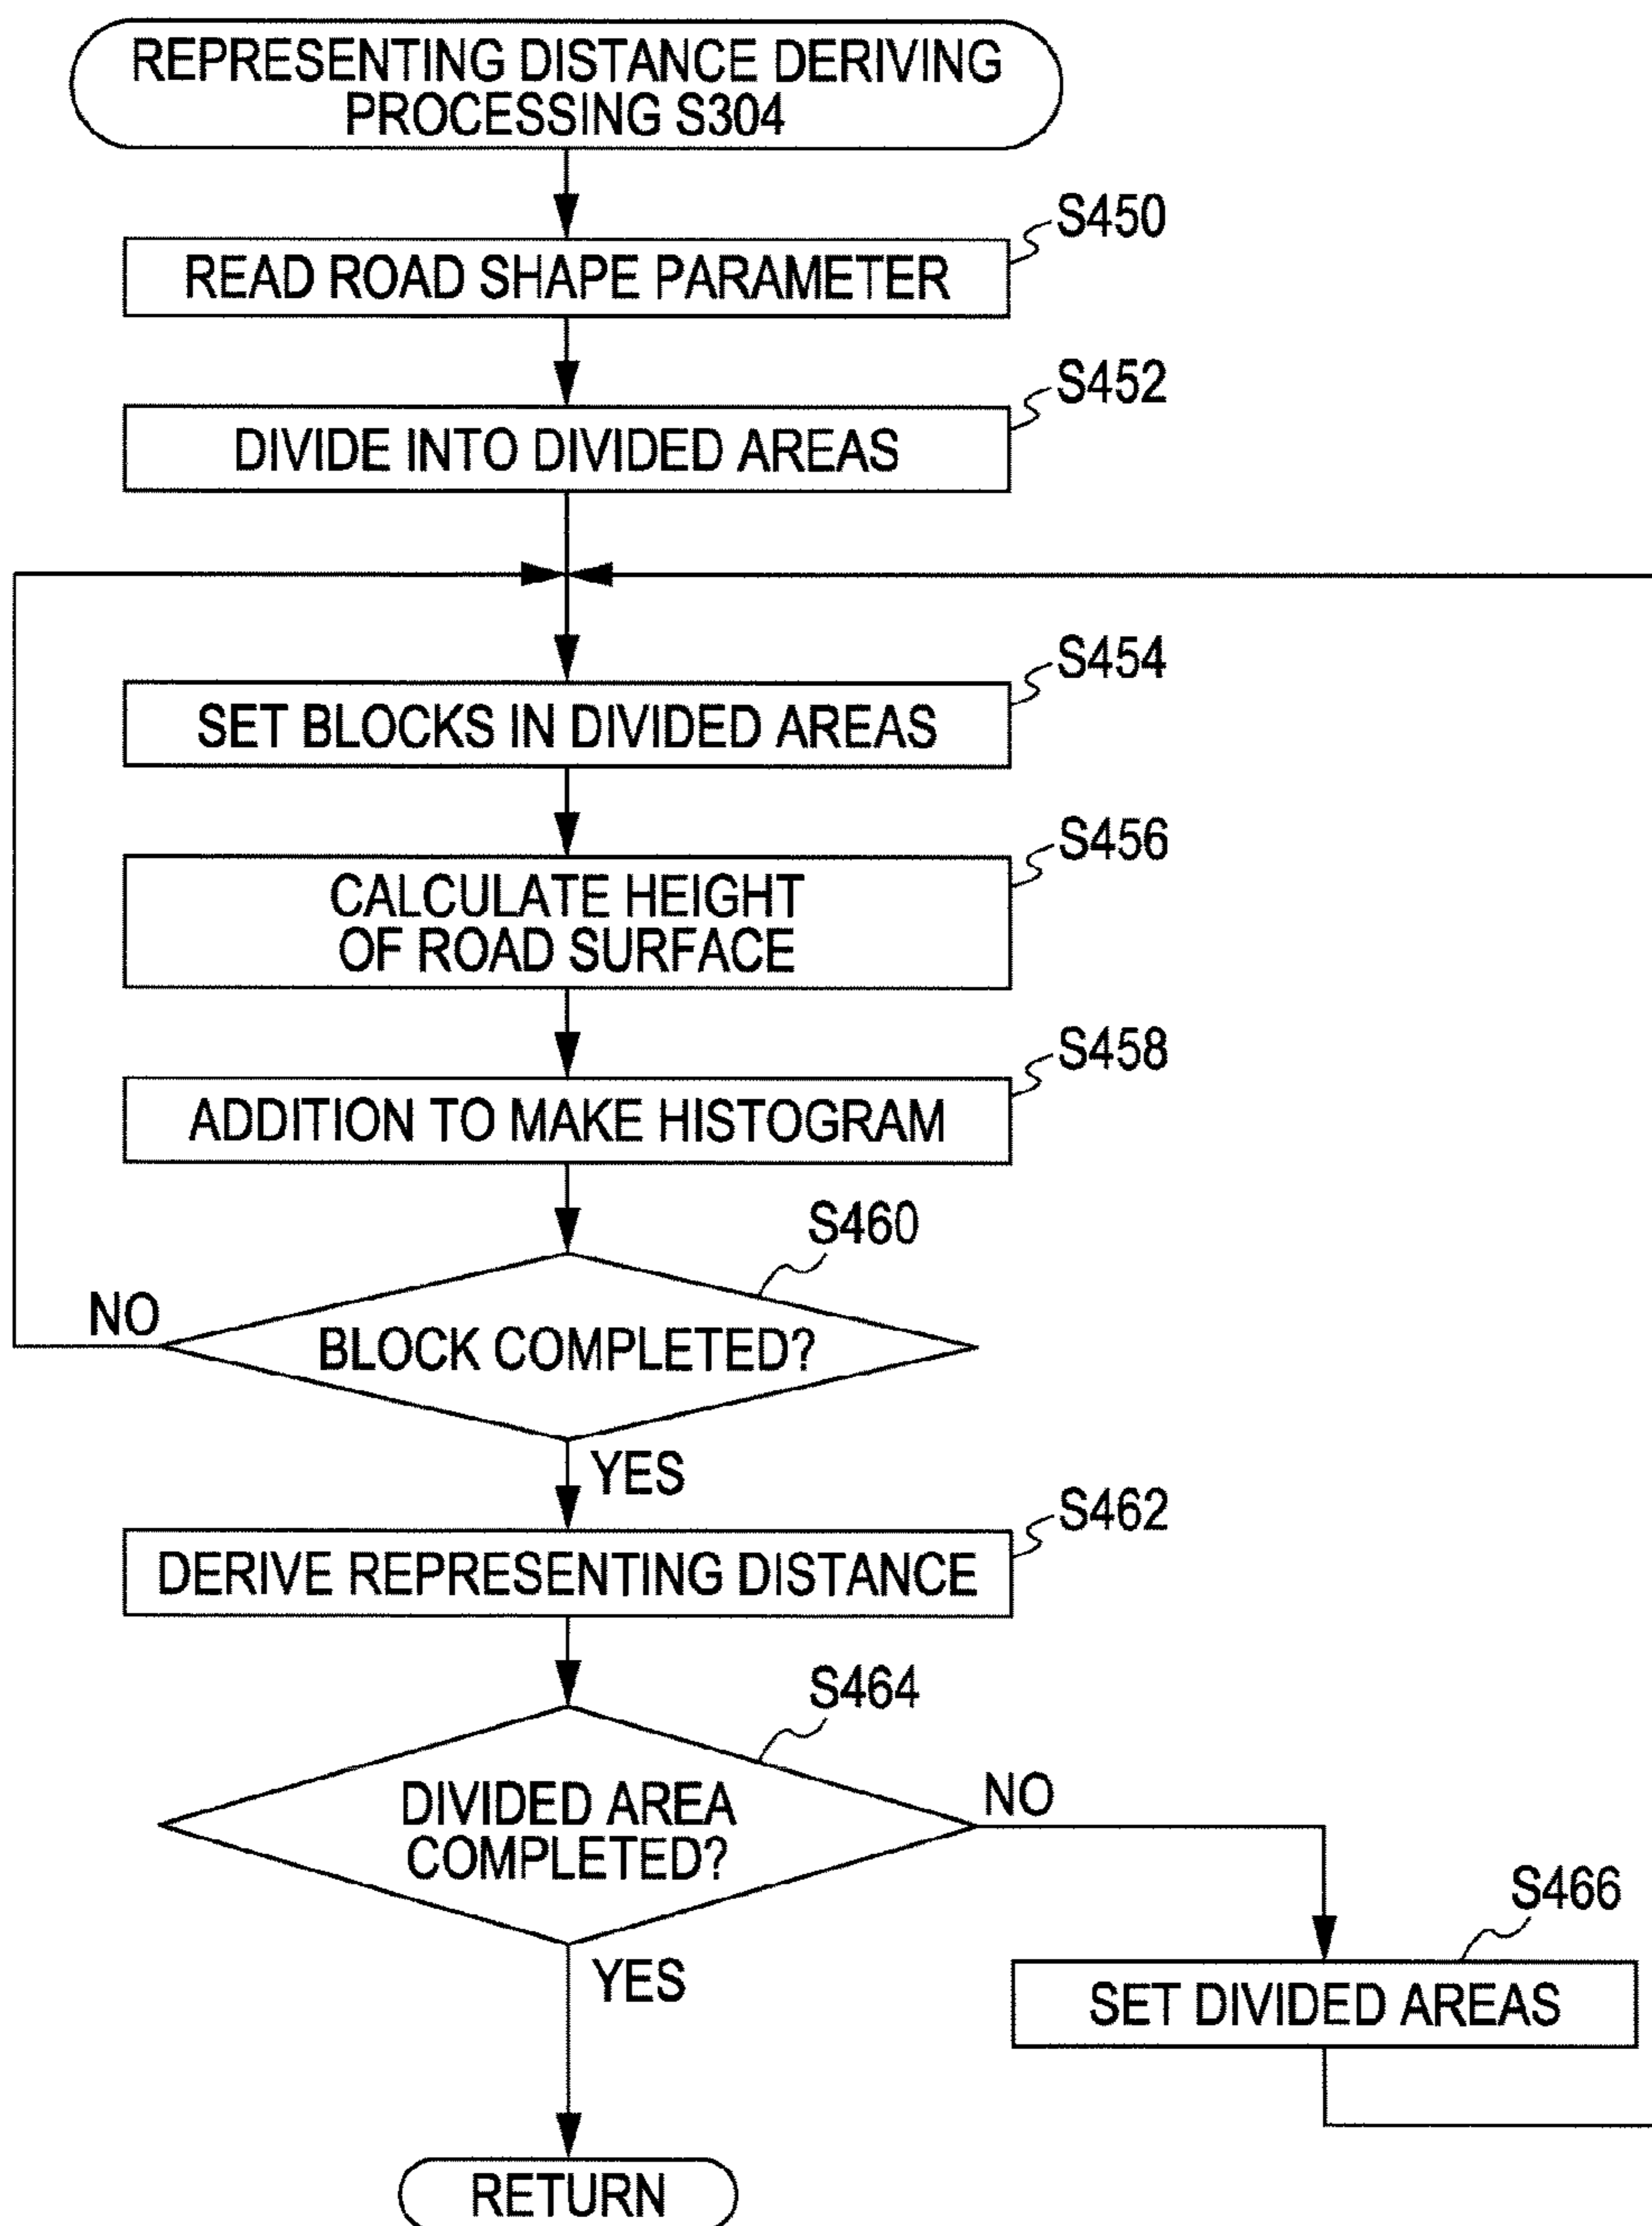 REPRESENTING DISTANCE DERIVING
PROCESSING S304
S450
READ ROAD SHAPE PARAMETER
S452
DIVIDE INTO DIVIDED AREAS
S454
SET BLOCKS IN DIVIDED AREAS
S456
CALCULATE HEIGHT
OF ROAD SURFACE
S458
ADDITION TO MAKE HISTOGRAM
S460
NO
BLOCK COMPLETED?
YES
S462
DERIVE REPRESENTING DISTANCE
S464
NO
DIVIDED AREA
COMPLETED?
S466
YES
SET DIVIDED AREAS
RETURN